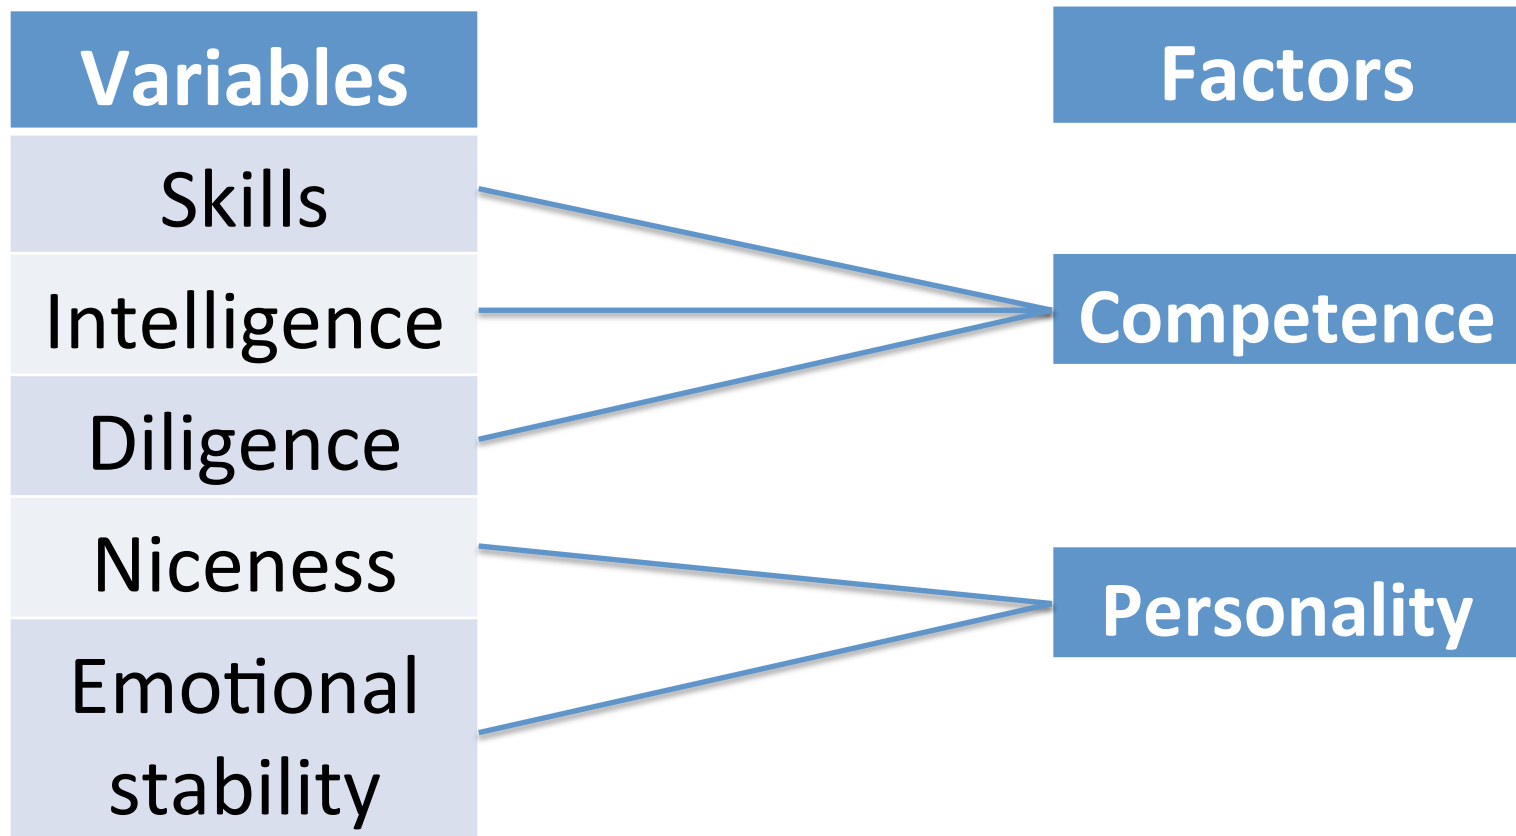 Variables
Skills
Intelligence
Diligence
Niceness
Emotional
stability
Factors
Competence
Personality